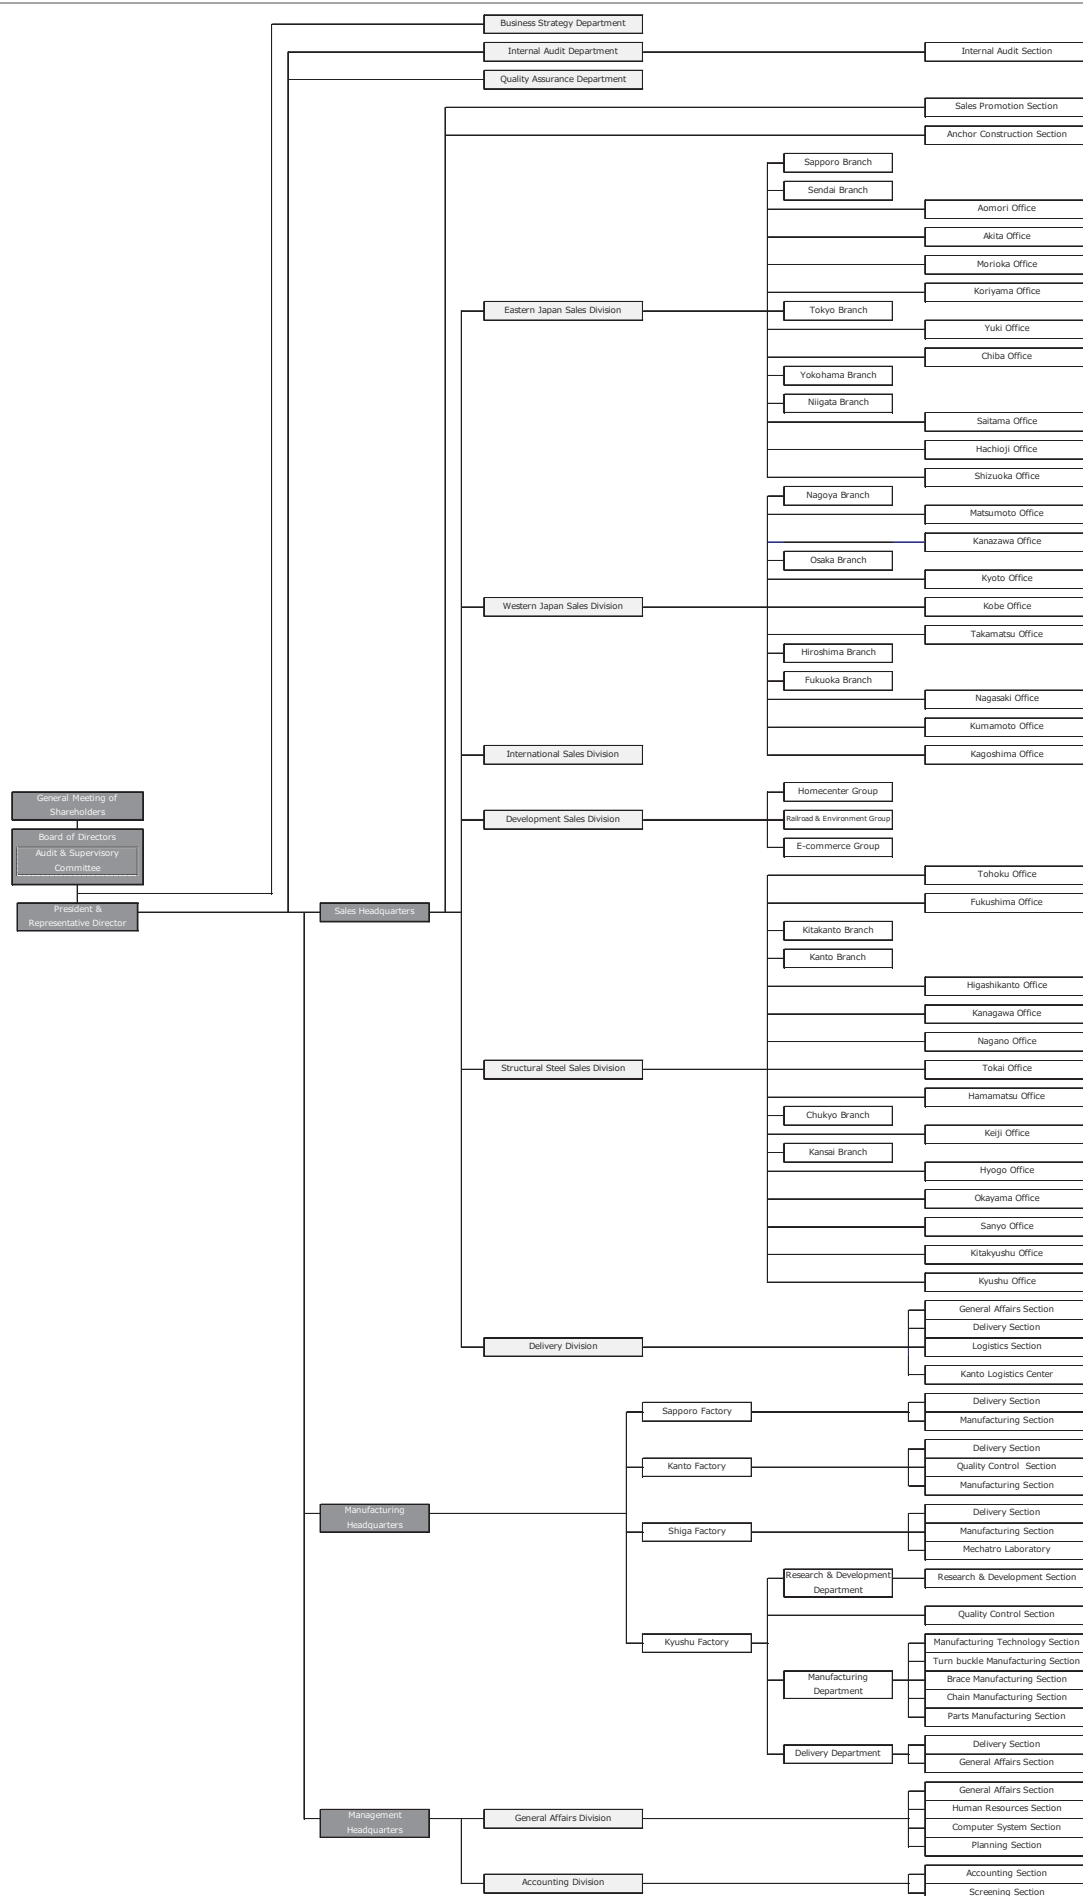 Business Strategy Department
Internal Audit Department
Internal Audit Section
Quality Assurance Department
Sales Promotion Section
Anchor Construction Section
Sapporo Branch
Sendai Branch
Aomori Office
Akita Office
Morioka Office
Koriyama Office
Eastern Japan Sales Division
Tokyo Branch
Yuki Office
Chiba Office
Yokohama Branch
Niigata Branch
Saitama Office
Hachioji Office
Shizuoka Office
Nagoya Branch
Matsumoto Office
Kanazawa Office
Osaka Branch
Kyoto Office
Western Japan Sales Division
Kobe Office
Takamatsu Office
Hiroshima Branch
Fukuoka Branch
Nagasaki Office
Kumamoto Office
International Sales Division
Kagoshima Office
General Meeting of
Shareholders
Homecenter Group
Development Sales Division
Railroad & Environment Group
Board of Directors
Audit & Supervisory
Committee
E-commerce Group
Tohoku Office
Fukushima Office
President &
Representative Director
Sales Headquarters
Kitakanto Branch
Kanto Branch
Higashikanto Office
Kanagawa Office
Nagano Office
Structural Steel Sales Division
Tokai Office
Hamamatsu Office
Chukyo Branch
Keiji Office
Kansai Branch
Hyogo Office
Okayama Office
Sanyo Office
Kitakyushu Office
Kyushu Office
General Affairs Section
Delivery Section
Delivery Division
Logistics Section
Kanto Logistics Center
Sapporo Factory
Delivery Section
Manufacturing Section
Kanto Factory
Delivery Section
Quality Control Section
Manufacturing Section
Manufacturing
Headquarters
Shiga Factory
Delivery Section
Manufacturing Section
Mechatro Laboratory
Research & Development
Department
Research & Development Section
Quality Control Section
Kyushu Factory
Manufacturing Technology Section
Turn buckle Manufacturing Section
Manufacturing
Department
Brace Manufacturing Section
Chain Manufacturing Section
Parts Manufacturing Section
Delivery Department
Delivery Section
General Affairs Section
Management
Headquarters
General Affairs Division
General Affairs Section
Human Resources Section
Computer System Section
Planning Section
Accounting Division
Accounting Section
Screening Section